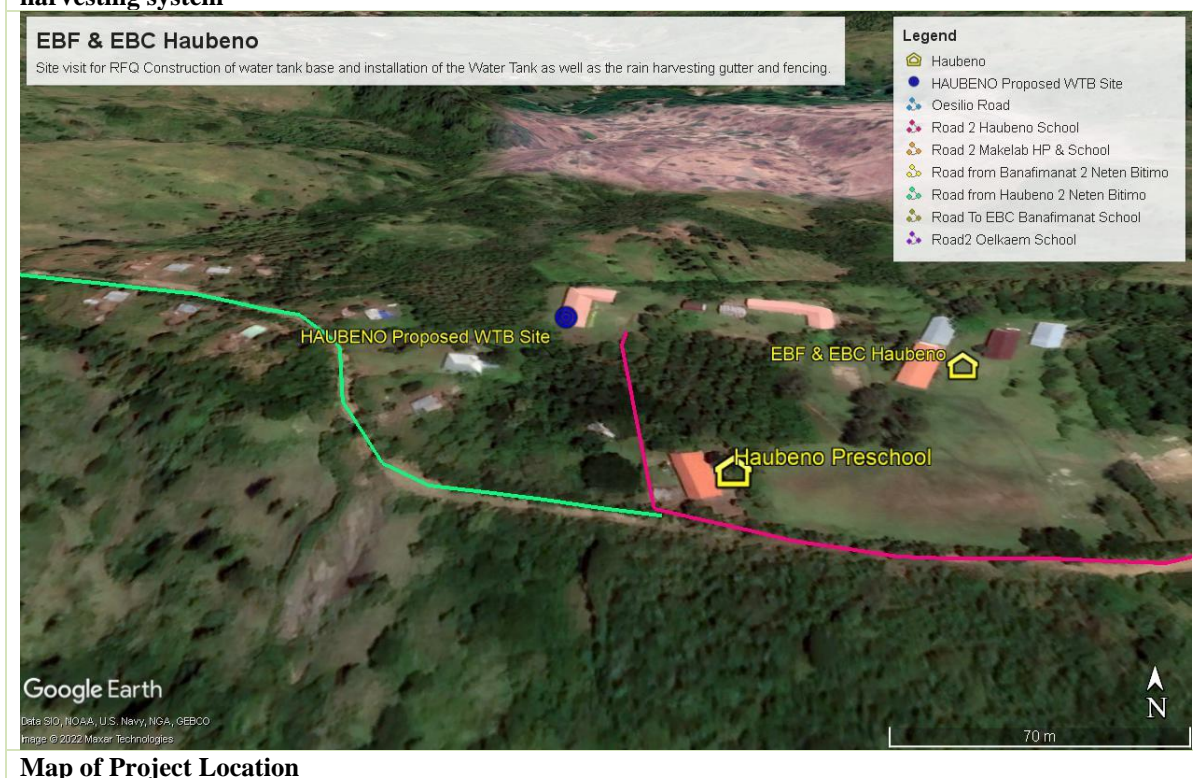 harvesting system
EBF & EBC Haubeno
Site visit for RFQ Construction of water tank base and installation of the Water Tank as well as the rain harvesting gutter and fencing.
Legend
Haubeno
HAUBENO Proposed WTB Site
Oesilio Road
Road 2 Haubeno School
Road 2 Makelab HP & School
Road from Banafimanat 2 Neten Bitimo
Road from Haubeno 2 Neten Bitimo
Road To EBC Banafimanat School
Road2 Oelkaem School
HAUBENO Proposed WTB Site
EBF & EBC Haubeno
Haubeno Preschool
Google Earth
Data SIO, NOAA, U.S. Navy, NGA, GEBCO
Image © 2022 Maxar Technologies
N
70 m
Map of Project Location